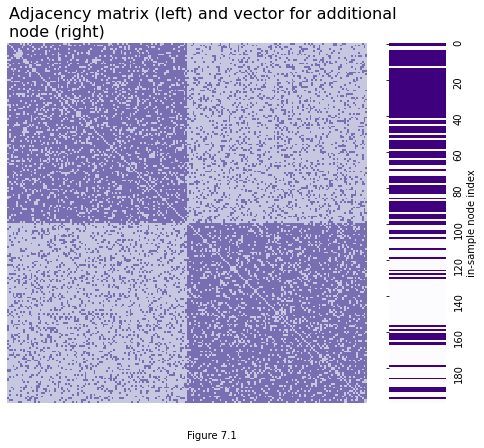 Adjacency matrix (left) and vector for additional
node (right)
0
20
40
60
80
100
120
140
160
180
in-sample node index
Figure 7.1